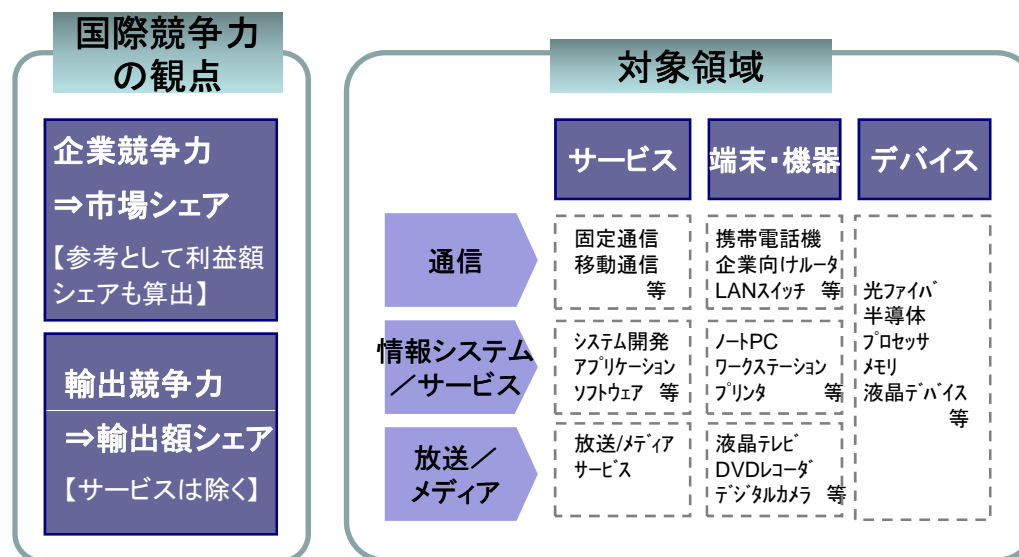 国際競争力
の観点
企業競争力
⇒市場シェア
【参考として利益額
シェアも算出】
輸出競争力
⇒輸出額シェア
【サービスは除く】
対象領域
サービス
端末・機器
デバイス
通信
固定通信
移動通信
等
携帯電話機
企業向けルータ
LANスイッチ 等
情報システム
／サービス
システム開発
アプリケーション
ソフトウェア 等
ノートPC
ワークステーション
プリンタ 等
放送／
メディア
放送/メディア
サービス
液晶テレビ
DVDレコーダ
デジタルカメラ 等
光ファイバ
半導体
プロセッサ
メモリ
液晶デバイス
等